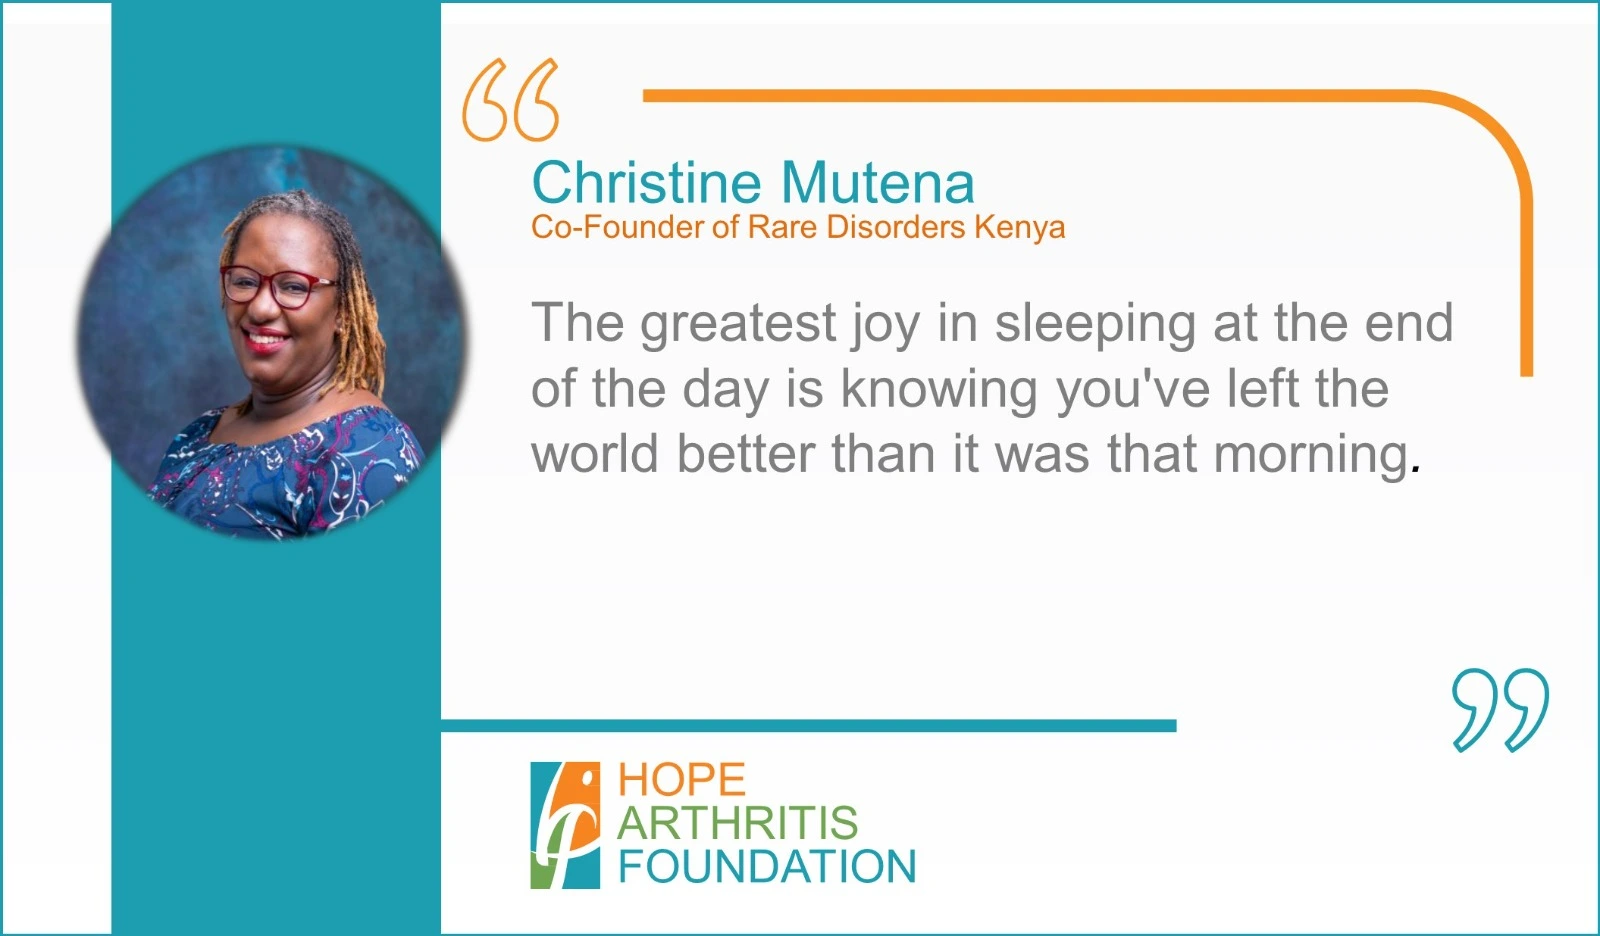 “
Christine Mutena
Co-Founder of Rare Disorders Kenya
The greatest joy in sleeping at the end
of the day is knowing you've left the
world better than it was that morning.
”
HOPE
ARTHRITIS
FOUNDATION